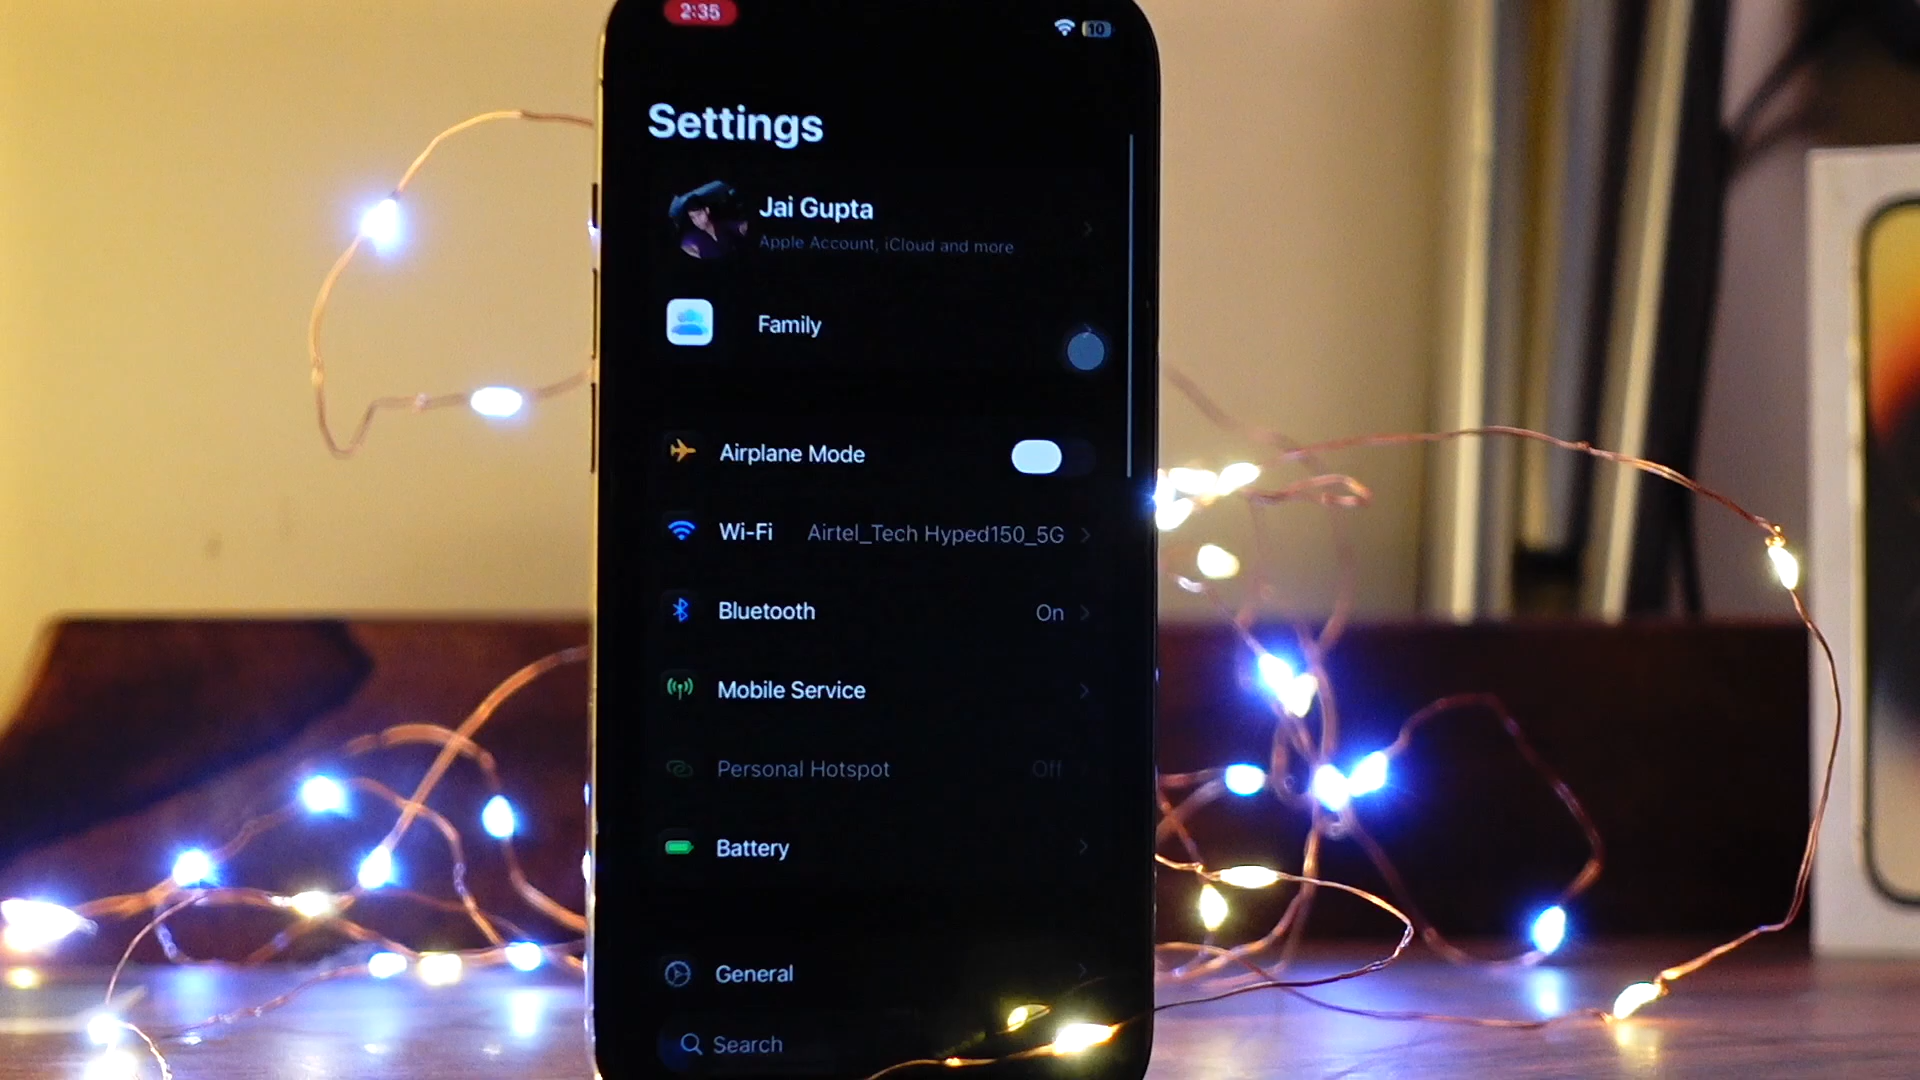 2:35
10
Settings
Jai Gupta
Apple Account, iCloud and more
Family
Airplane Mode
Wi-Fi Airtel_Tech Hyped150_5G
Bluetooth On
Mobile Service
Personal Hotspot Off
Battery
General
Search